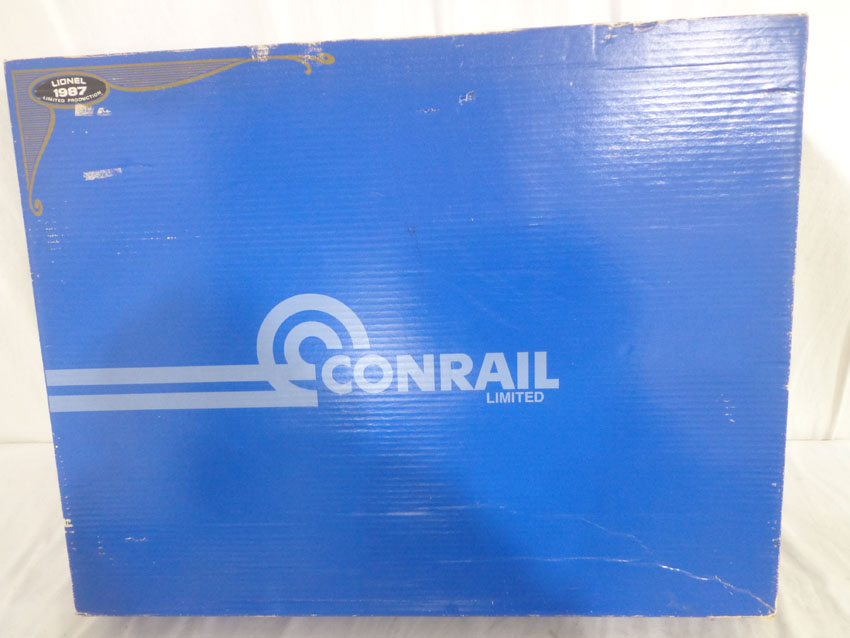 LIONEL
1987
LIMITED PRODUCTION
CONRAIL
LIMITED